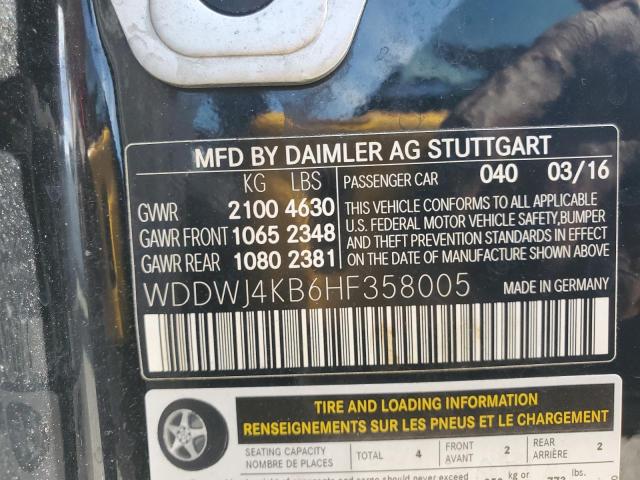 MFD BY DAIMLER AG STUTTGART
KG LBS
GVWR 2100 4630
GAWR FRONT 1065 2348
GAWR REAR 1080 2381
PASSENGER CAR 040 03/16
THIS VEHICLE CONFORMS TO ALL APPLICABLE
U.S. FEDERAL MOTOR VEHICLE SAFETY, BUMPER
AND THEFT PREVENTION STANDARDS IN EFFECT
ON THE DATE OF MANUFACTURE SHOWN ABOVE.
WDDWJ4KB6HF358005 MADE IN GERMANY
TIRE AND LOADING INFORMATION
RENSEIGNEMENTS SUR LES PNEUS ET LE CHARGEMENT
SEATING CAPACITY
NOMBRE DE PLACES
TOTAL 4
FRONT
AVANT 2
REAR
ARRIÈRE 2
kg or
lbs.